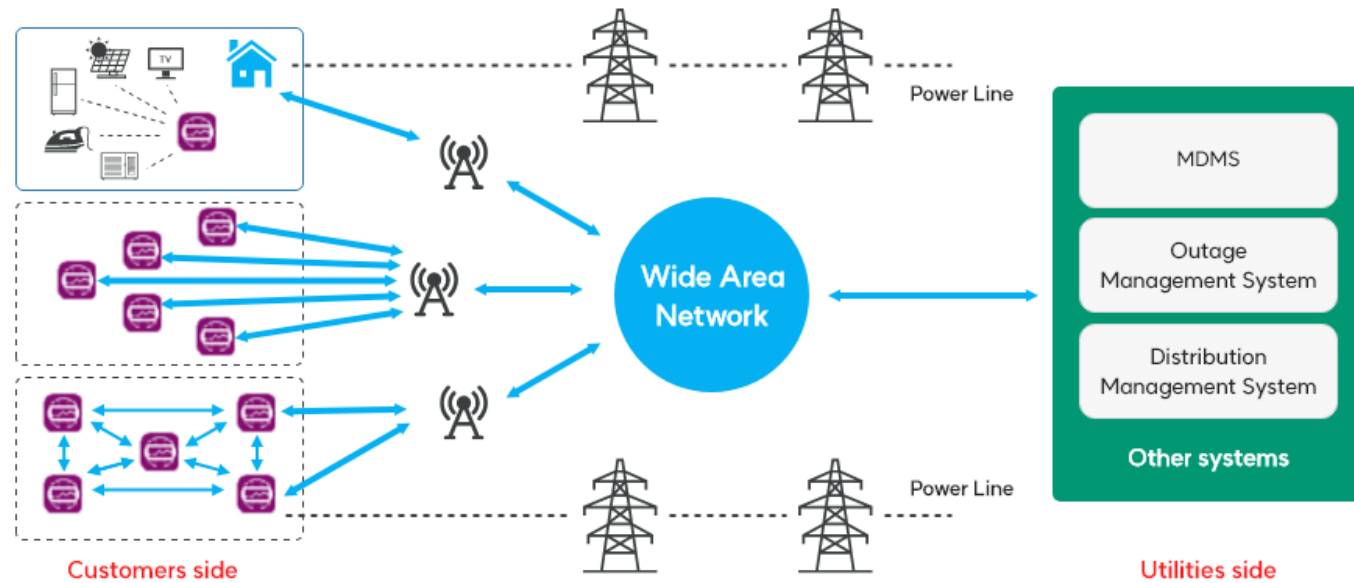 TV
Power Line
MDMS
Outage
Management System
Wide Area
Network
Distribution
Management System
Other systems
Power Line
Customers side
Utilities side